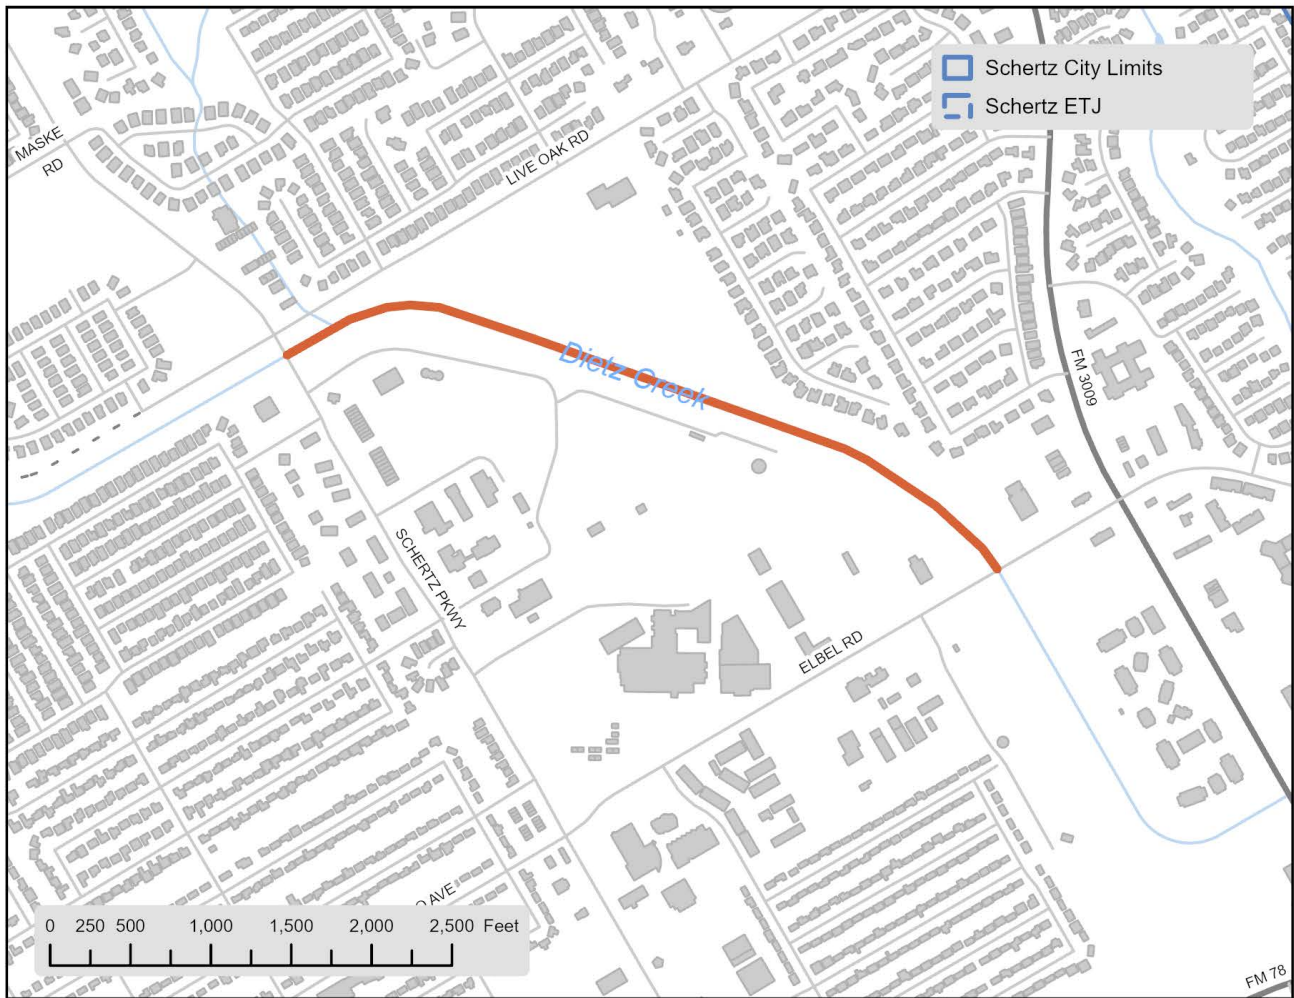 Schertz City Limits
Schertz ETJ
MASKE
RD
LIVE OAK RD
Dietz Creek
FM 3009
SCHERTZ PKWY
ELBEL RD
AVE
0 250 500 1,000 1,500 2,000 2,500 Feet
FM 78